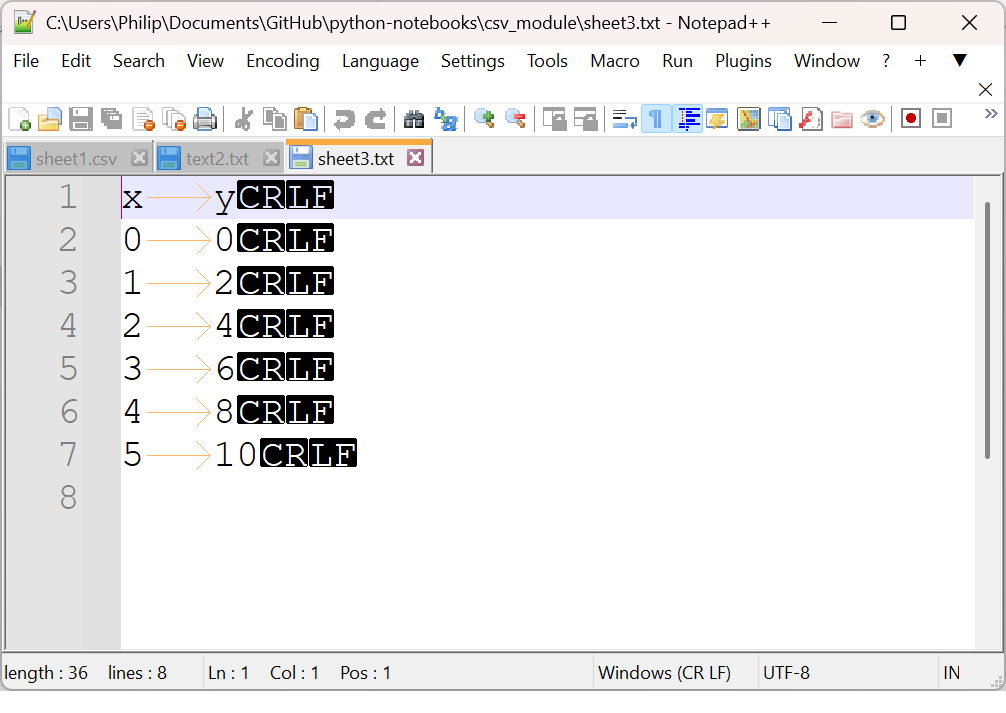 C:\Users\Philip\Documents\GitHub\python-notebooks\csv_module\sheet3.txt - Notepad++
File Edit Search View Encoding Language Settings Tools Macro Run Plugins Window ? + ▼
sheet1.csv text2.txt sheet3.txt
1 x → yCRLF
2 0 → 0CRLF
3 1 → 2CRLF
4 2 → 4CRLF
5 3 → 6CRLF
6 4 → 8CRLF
7 5 → 10CRLF
8
length : 36 lines : 8 Ln : 1 Col : 1 Pos : 1 Windows (CR LF) UTF-8 IN